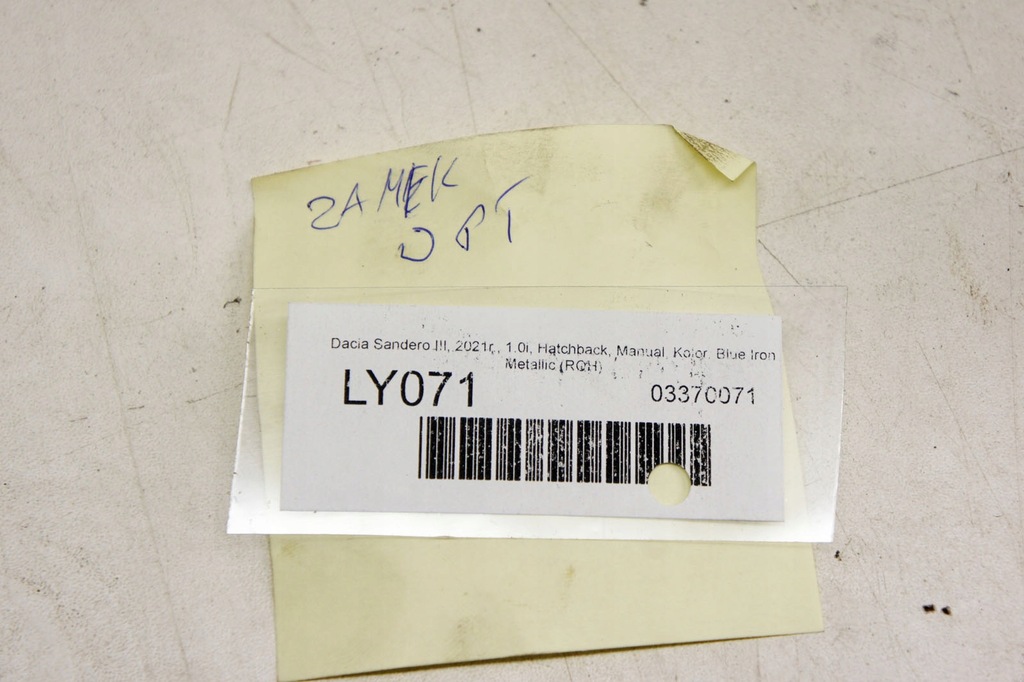 ZAMEK
Dacia Sandero III, 2021r., 1.0i, Hatchback, Manual, Kolor: Blue Iron
Metallic (RQH)
LY071
03370071